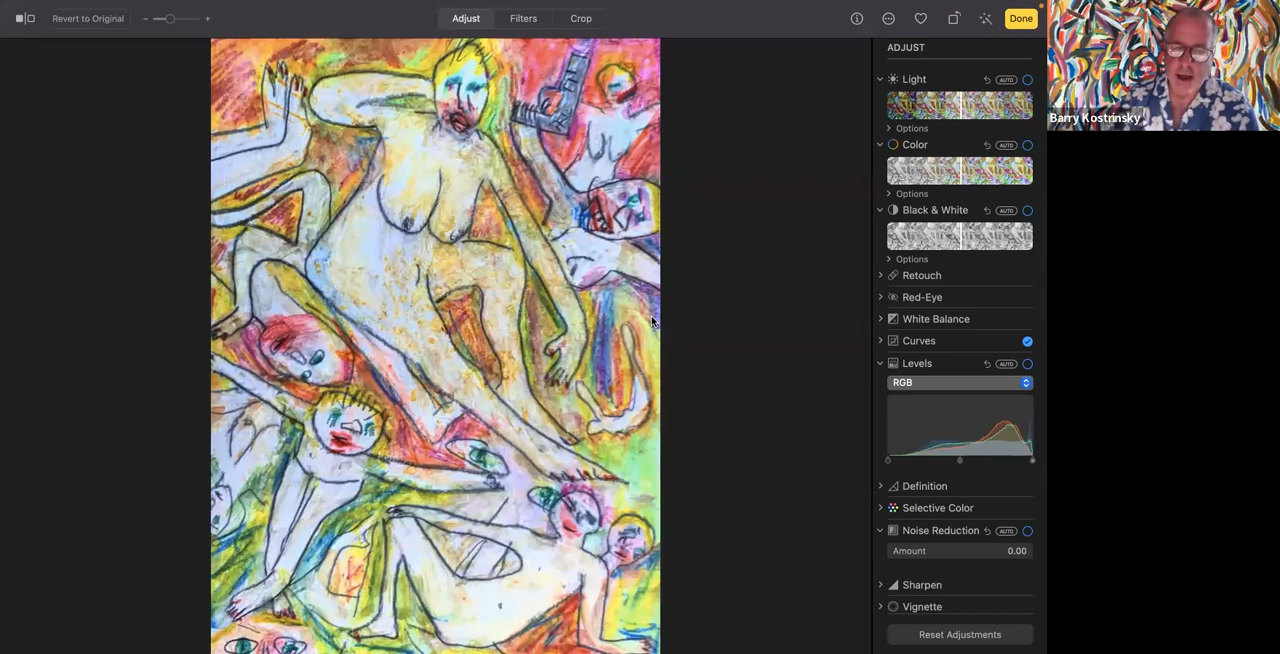 Revert to Original
Adjust
Filters
Crop
Done
ADJUST
Light
AUTO
Options
Color
AUTO
Options
Black & White
AUTO
Options
Retouch
Red-Eye
White Balance
Curves
Levels
AUTO
RGB
Definition
Selective Color
Noise Reduction
AUTO
Amount 0.00
Sharpen
Vignette
Reset Adjustments
Barry Kostrinsky